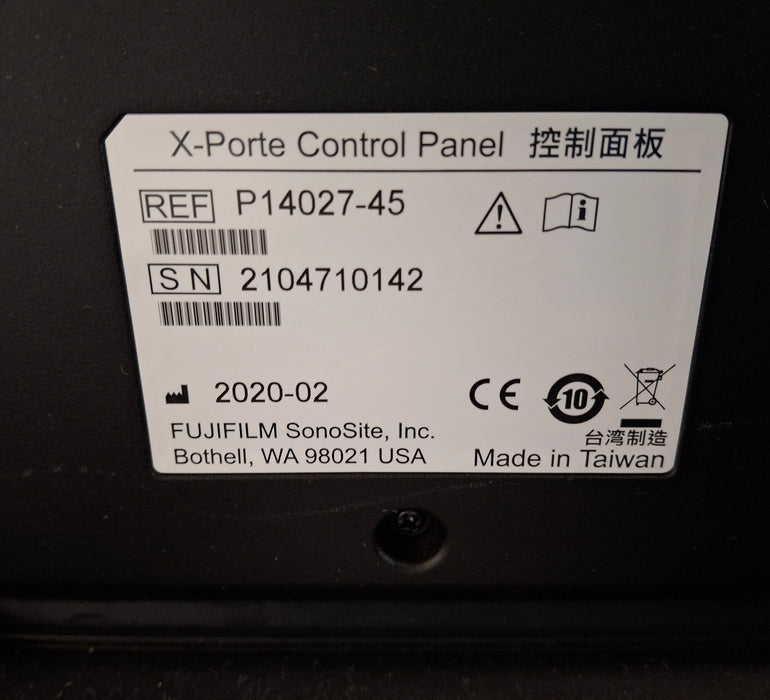 X-Porte Control Panel 控制面板
REF P14027-45
SN 2104710142
2020-02
CE 10
FUJIFILM SonoSite, Inc.
Bothell, WA 98021 USA
台湾制造
Made in Taiwan